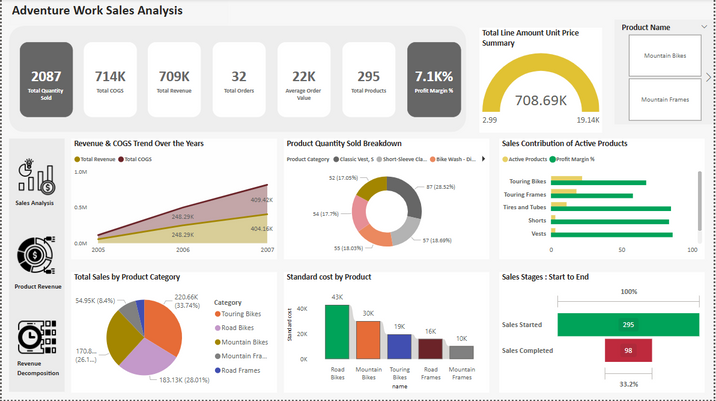 Adventure Work Sales Analysis
2087
Total Quantity
Sold
714K
Total COGS
709K
Total Revenue
32
Total Orders
22K
Average Order
Value
295
Total Products
7.1K%
Profit Margin %
Total Line Amount Unit Price
Summary
708.69K
2.99
19.14K
Product Name
Mountain Bikes
Mountain Frames
Sales Analysis
Product Revenue
Revenue
Decomposition
Revenue & COGS Trend Over the Years
Total Revenue Total COGS
1.0M
0.5M
0.0M
409.42K
248.29K
404.16K
248.29K
2005 2006 2007
Product Quantity Sold Breakdown
Product Category Classic Vest, S Short-Sleeve Cla... Bike Wash - Di...
52 (17.05%)
87 (28.52%)
54 (17.7%)
55 (18.03%)
57 (18.69%)
Sales Contribution of Active Products
Active Products Profit Margin %
Touring Bikes
Touring Frames
Tires and Tubes
Shorts
Vests
0 50 100
Total Sales by Product Category
54.95K (8.4%)
220.66K
(33.74%)
170.8...
(26.1...)
183.13K (28.01%)
Category
Touring Bikes
Road Bikes
Mountain Bikes
Mountain Fra...
Road Frames
Standard cost by Product
Standard cost
40K
20K
0K
43K
30K
19K
16K
10K
Road
Bikes
Mountain
Bikes
Touring
Bikes
Road
Frames
Mountain
Frames
name
Sales Stages : Start to End
100%
Sales Started
295
Sales Completed
98
33.2%